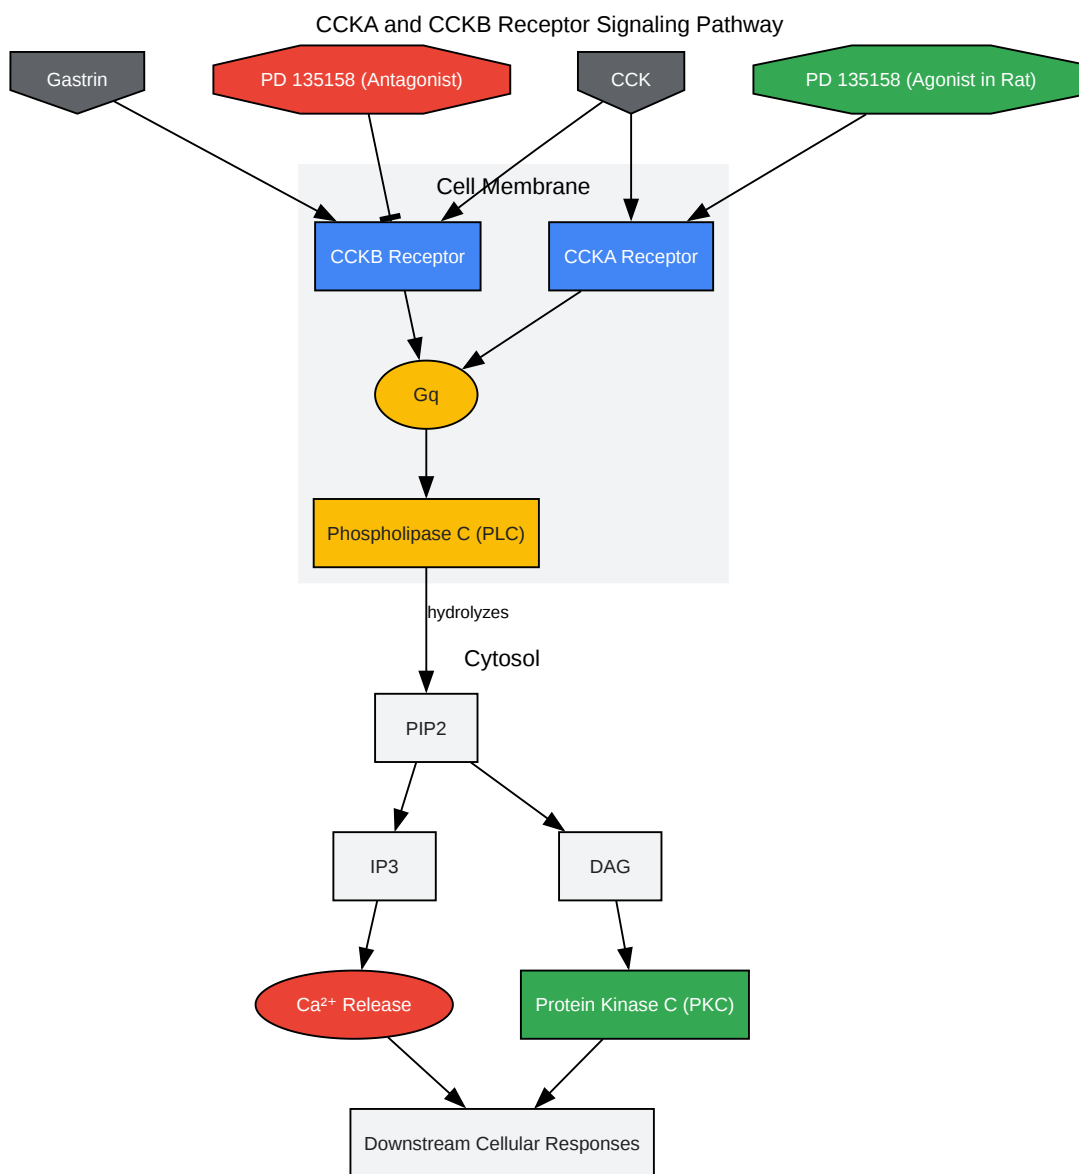 CCKA and CCKB Receptor Signaling Pathway
Gastrin
PD 135158 (Antagonist)
CCK
PD 135158 (Agonist in Rat)
Cell Membrane
CCKB Receptor
CCKA Receptor
Gq
Phospholipase C (PLC)
hydrolyzes
Cytosol
PIP2
IP3
DAG
Ca²⁺ Release
Protein Kinase C (PKC)
Downstream Cellular Responses